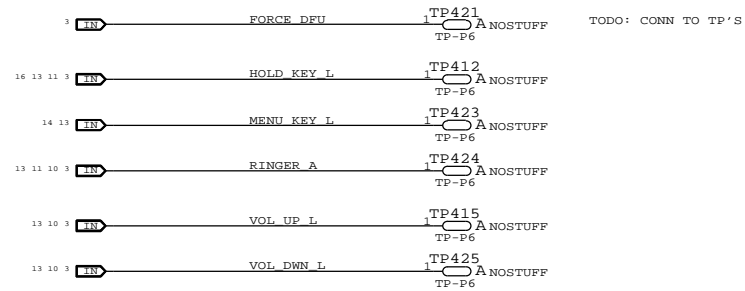 3 IN FORCE_DFU 1 TP421 A NOSTUFF TODO: CONN TO TP'S
TP-P6
16 13 11 3 IN HOLD_KEY_L 1 TP412 A NOSTUFF
TP-P6
14 13 IN MENU_KEY_L 1 TP423 A NOSTUFF
TP-P6
13 11 10 3 IN RINGER_A 1 TP424 A NOSTUFF
TP-P6
13 10 3 IN VOL_UP_L 1 TP415 A NOSTUFF
TP-P6
13 10 3 IN VOL_DWN_L 1 TP425 A NOSTUFF
TP-P6